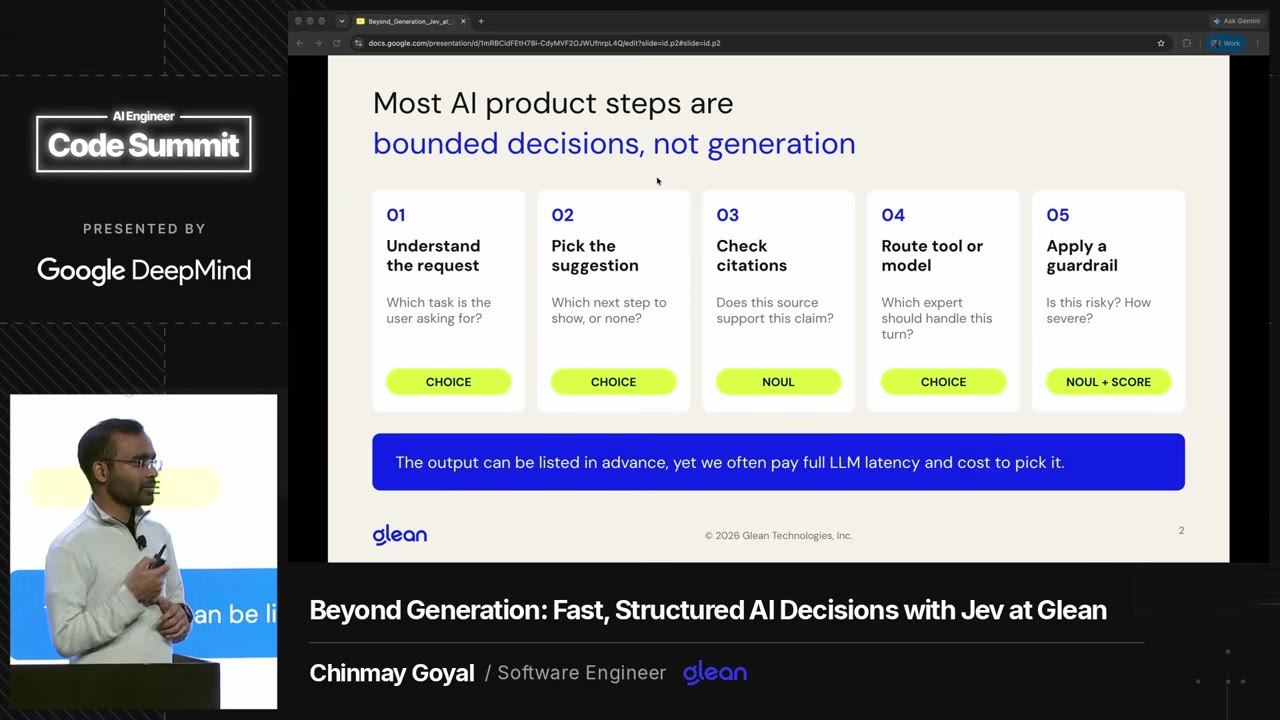 AI Engineer
Code Summit
PRESENTED BY
Google DeepMind
Beyond_Generation_Jev_at_
Ask Gemini
docs.google.com/presentation/d/1mRBCidFEtH78i-CdyMVF2OJWUfnrpL4Q/edit?slide=id.p2#slide=id.p2
Work
Most AI product steps are
bounded decisions, not generation
01
Understand
the request
Which task is the
user asking for?
CHOICE
02
Pick the
suggestion
Which next step to
show, or none?
CHOICE
03
Check
citations
Does this source
support this claim?
NOUL
04
Route tool or
model
Which expert
should handle this
turn?
CHOICE
05
Apply a
guardrail
Is this risky? How
severe?
NOUL + SCORE
The output can be listed in advance, yet we often pay full LLM latency and cost to pick it.
glean
© 2026 Glean Technologies, Inc.
2
an be li
Beyond Generation: Fast, Structured AI Decisions with Jev at Glean
Chinmay Goyal / Software Engineer glean